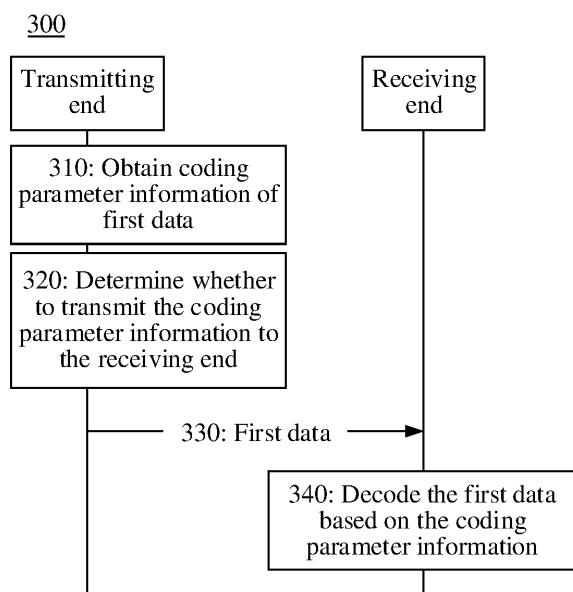 300
Transmitting
end
Receiving
end
310: Obtain coding
parameter information of
first data
320: Determine whether
to transmit the coding
parameter information to
the receiving end
330: First data
340: Decode the first data
based on the coding
parameter information